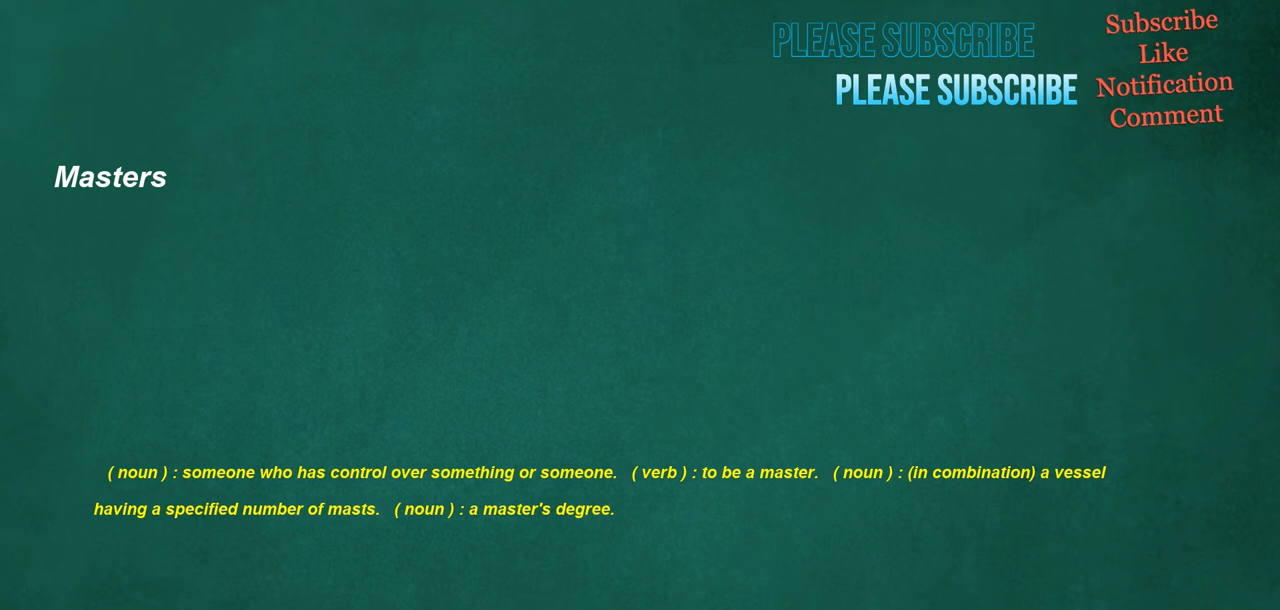 PLEASE SUBSCRIBE
PLEASE SUBSCRIBE
Subscribe
Like
Notification
Comment
Masters
( noun ) : someone who has control over something or someone. ( verb ) : to be a master. ( noun ) : (in combination) a vessel
having a specified number of masts. ( noun ) : a master's degree.